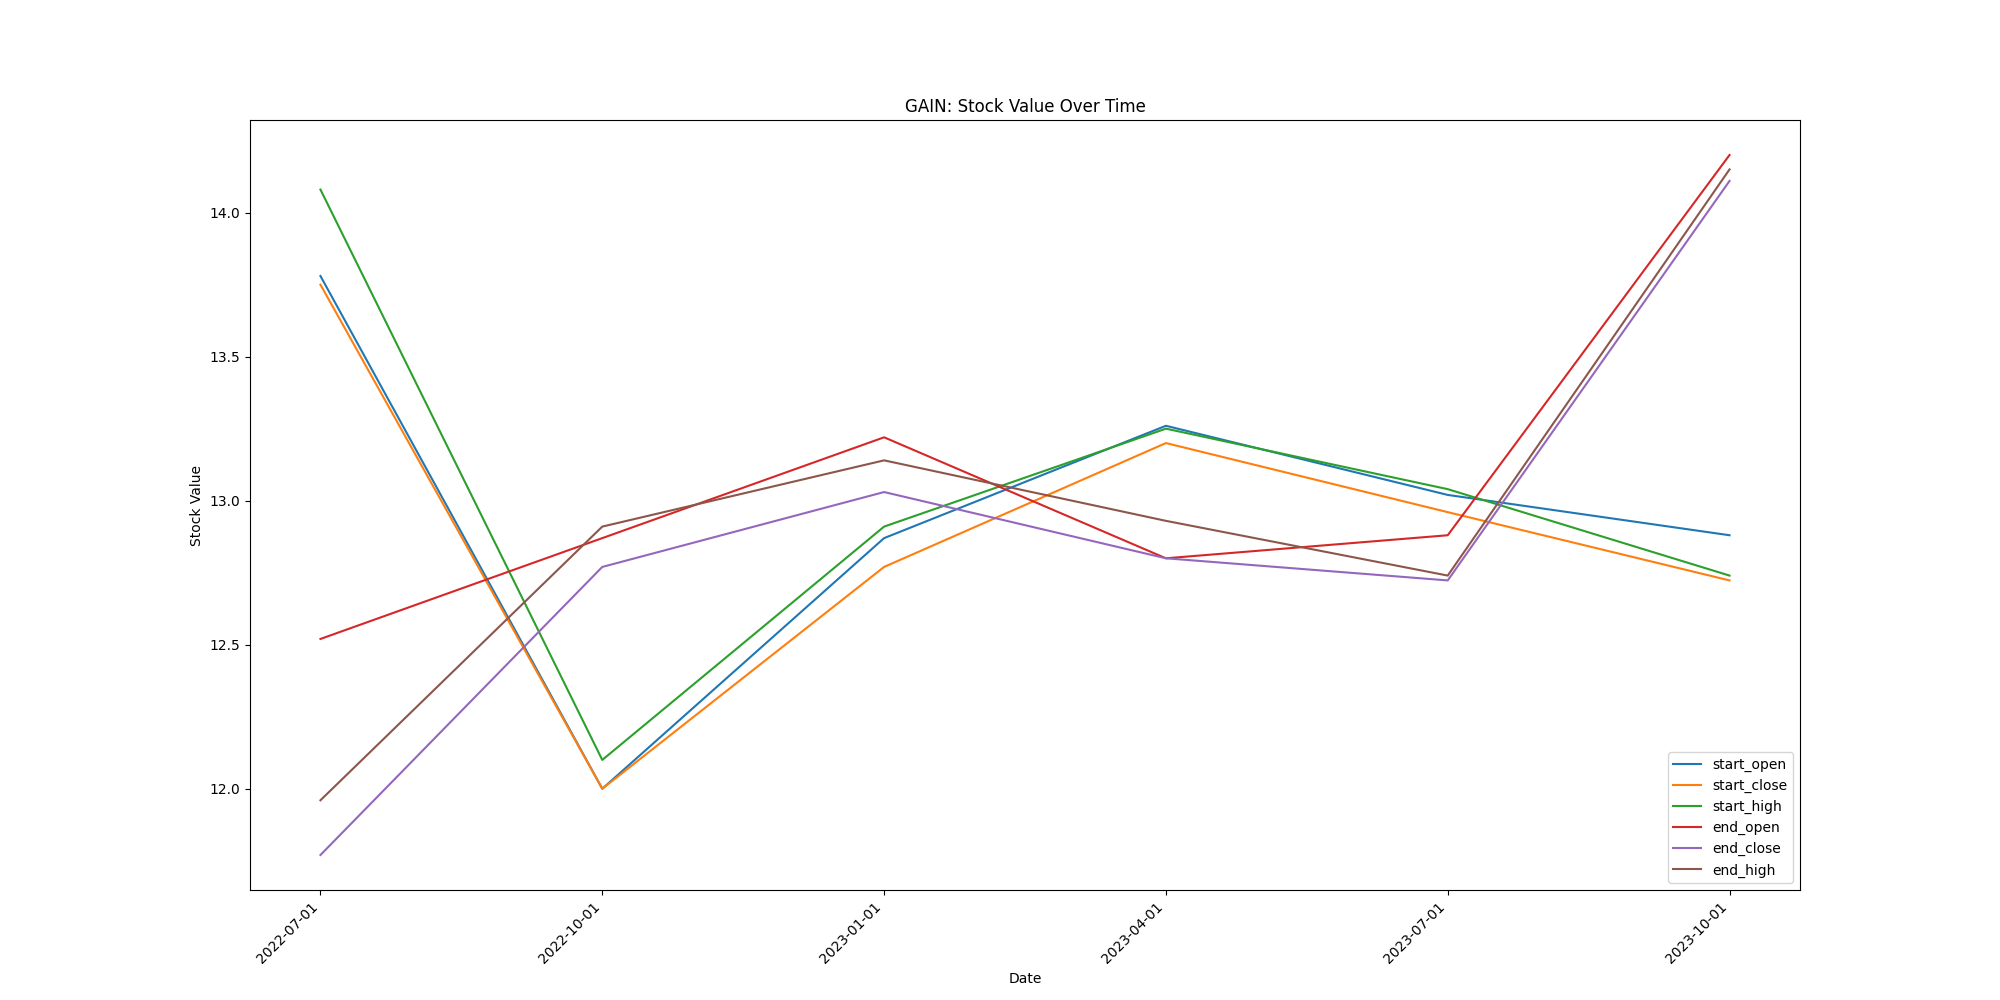 GAIN: Stock Value Over Time
Stock Value
14.0
13.5
13.0
12.5
12.0
start_open
start_close
start_high
end_open
end_close
end_high
2022-07-01
2022-10-01
2023-01-01
2023-04-01
2023-07-01
2023-10-01
Date